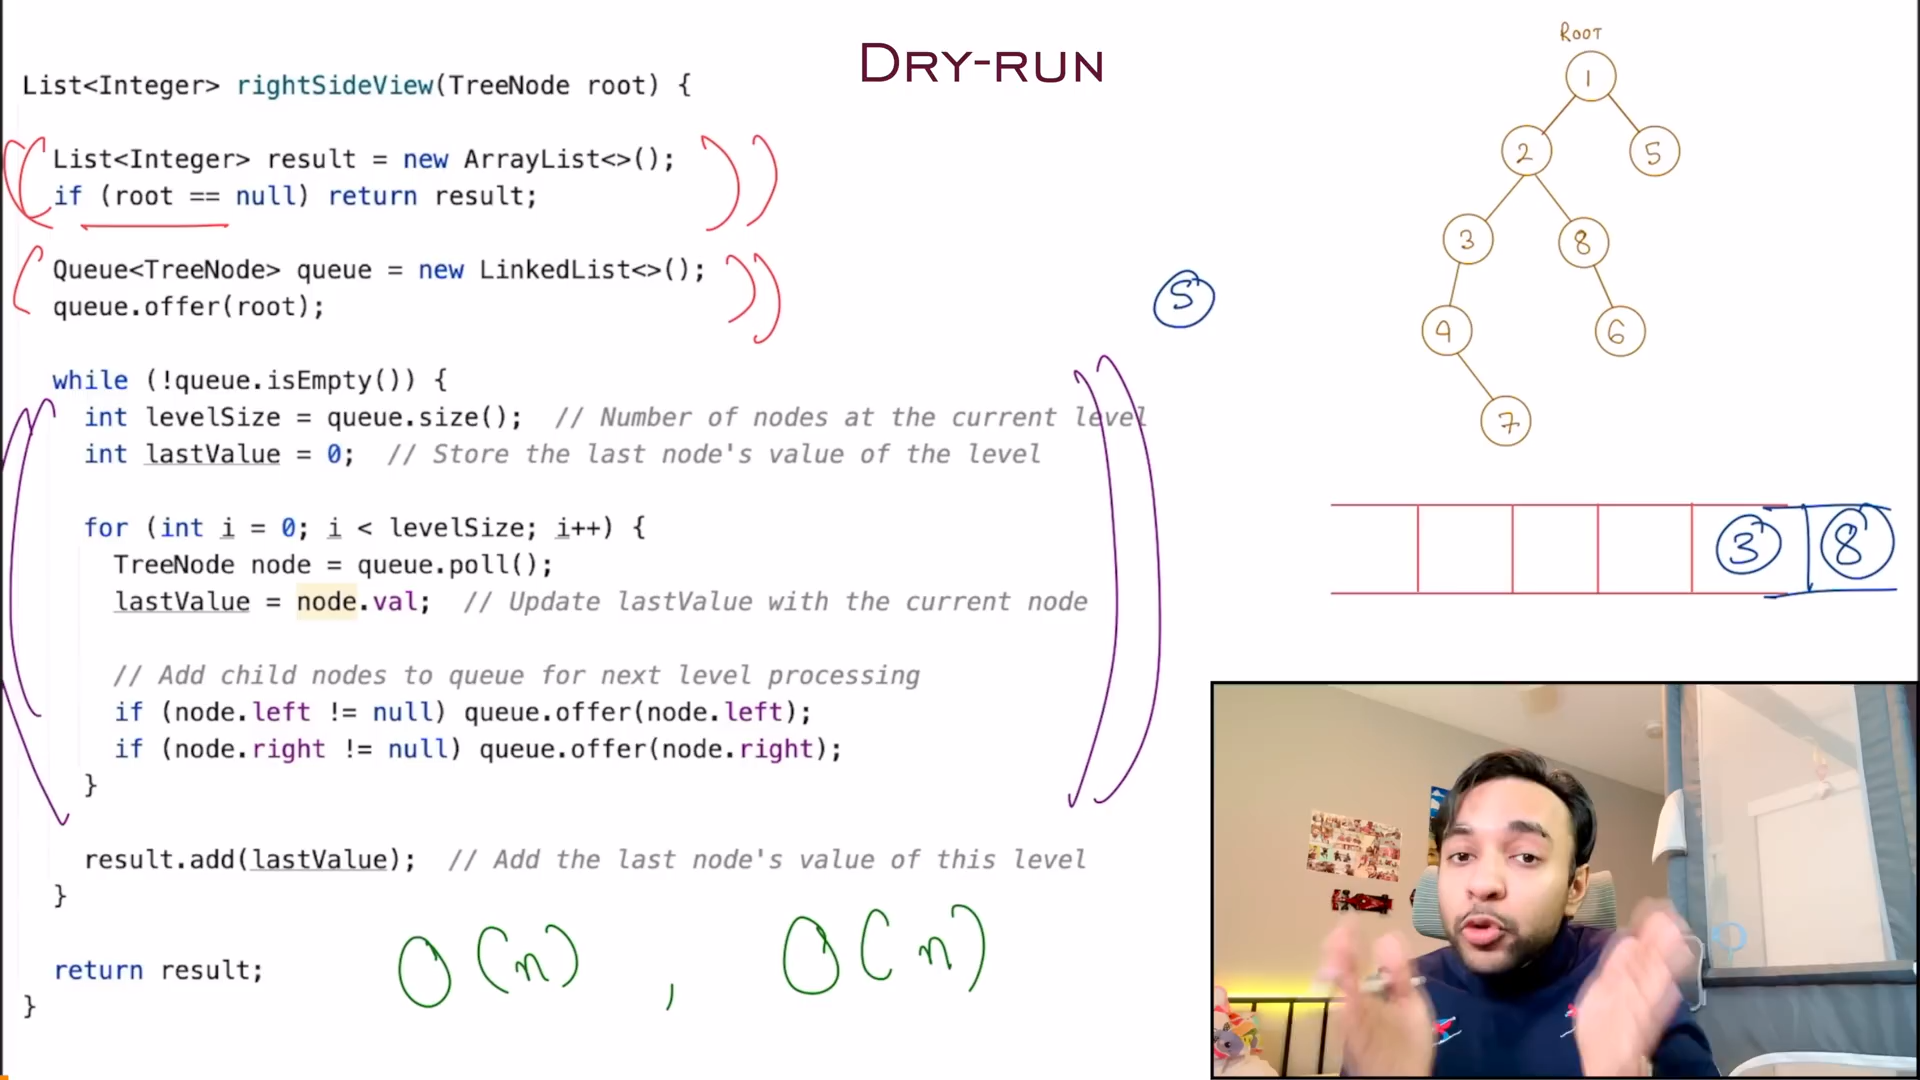 DRY-RUN
List<Integer> rightSideView(TreeNode root) {
List<Integer> result = new ArrayList<>();
if (root == null) return result;
Queue<TreeNode> queue = new LinkedList<>();
queue.offer(root);
while (!queue.isEmpty()) {
int levelSize = queue.size(); // Number of nodes at the current level
int lastValue = 0; // Store the last node's value of the level
for (int i = 0; i < levelSize; i++) {
TreeNode node = queue.poll();
lastValue = node.val; // Update lastValue with the current node
// Add child nodes to queue for next level processing
if (node.left != null) queue.offer(node.left);
if (node.right != null) queue.offer(node.right);
}
result.add(lastValue); // Add the last node's value of this level
}
return result;
}
O(n) , O(n)
5
ROOT
1
2 5
3 8
4 6
7
3 8